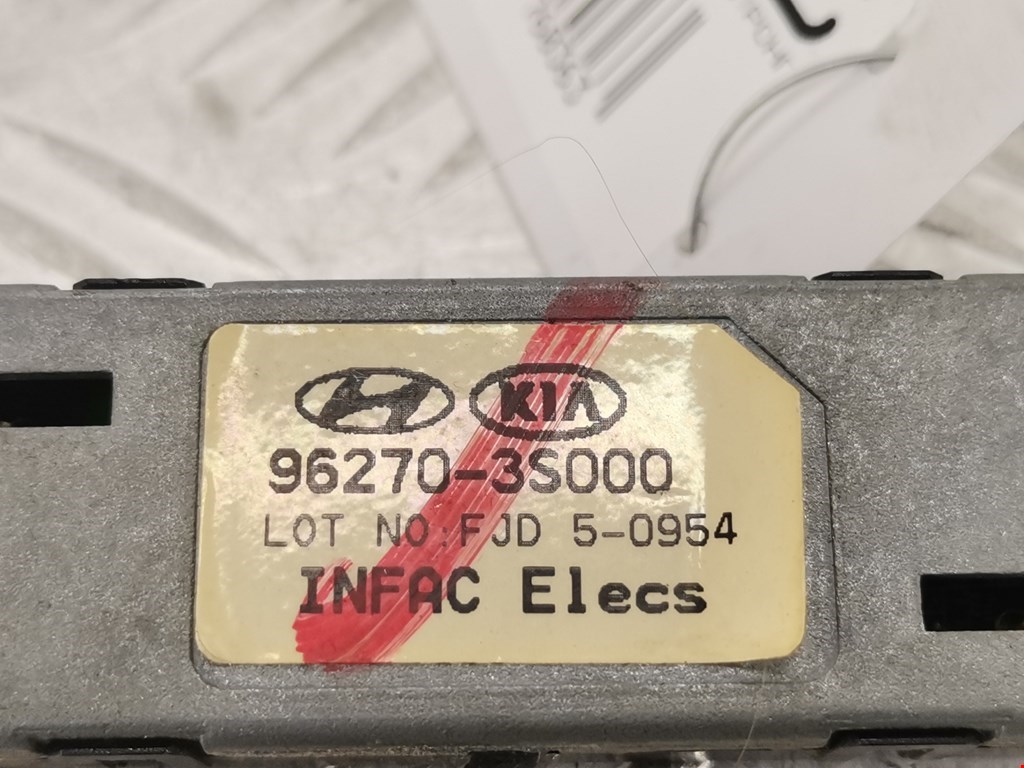 KIA
96270-3S000
LOT NO:FJD 5-0954
INFAC Elecs